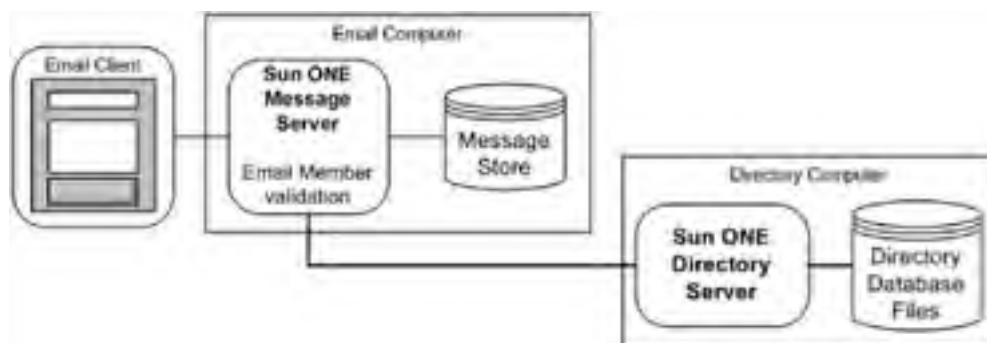 Email Computer
Email Client
Sun ONE
Message
Server
Email Member
validation
Message
Store
Directory Computer
Sun ONE
Directory
Server
Directory
Database
Files